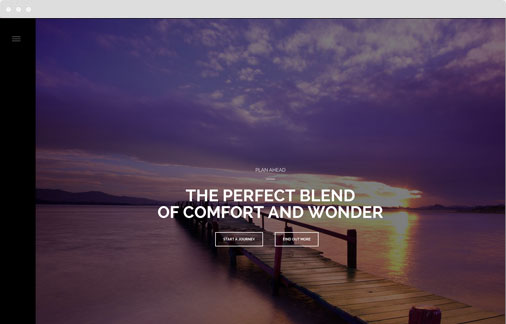 PLAN AHEAD
THE PERFECT BLEND
OF COMFORT AND WONDER
START A JOURNEY
FIND OUT MORE